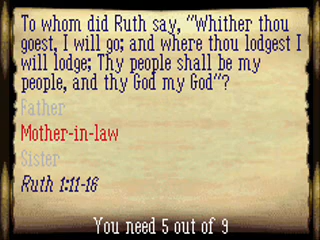 To whom did Ruth say, "Whither thou
goest, I will go; and where thou lodgest I
will lodge; Thy people shall be my
people, and thy God my God"?
Father
Mother-in-law
Sister
Ruth 1:11-16
You need 5 out of 9